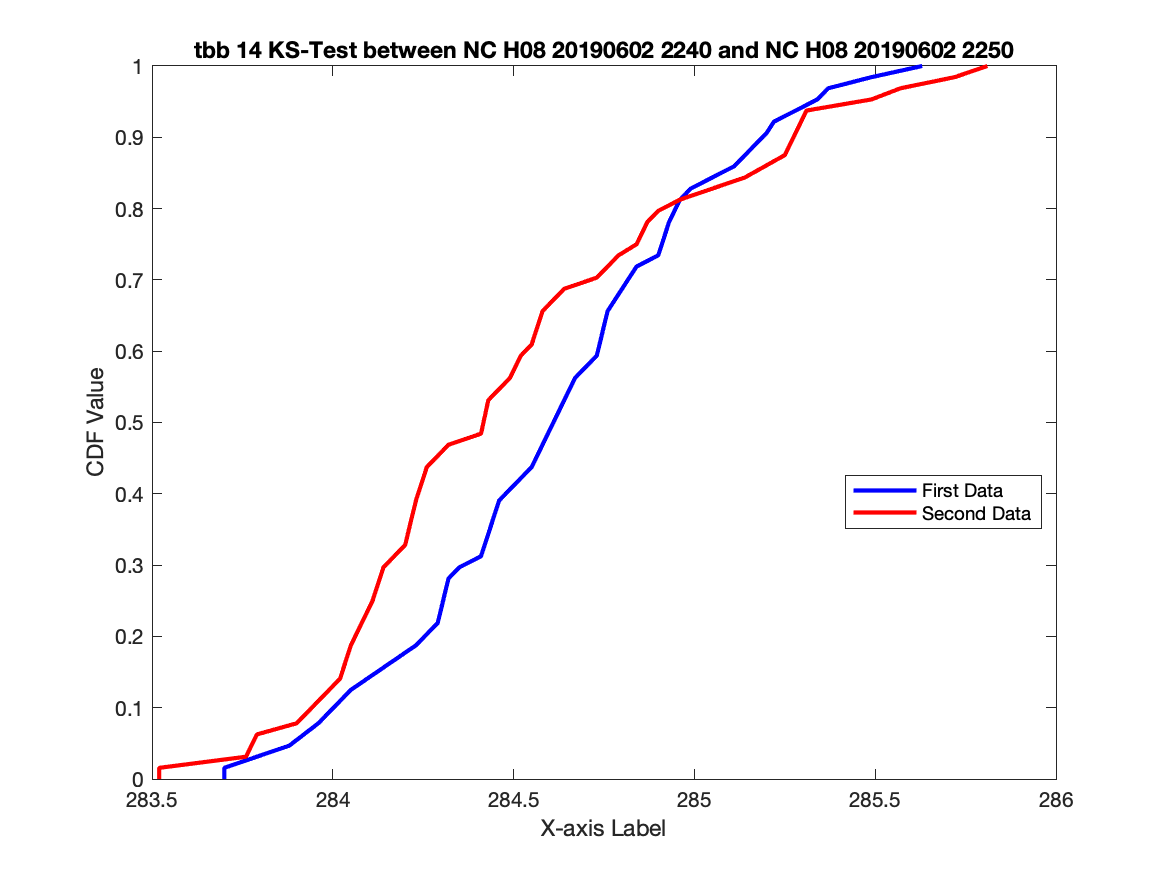 tbb 14 KS-Test between NC H08 20190602 2240 and NC H08 20190602 2250
1
0.9
0.8
0.7
0.6
0.5
0.4
0.3
0.2
0.1
0
CDF Value
First Data
Second Data
283.5 284 284.5 285 285.5 286
X-axis Label